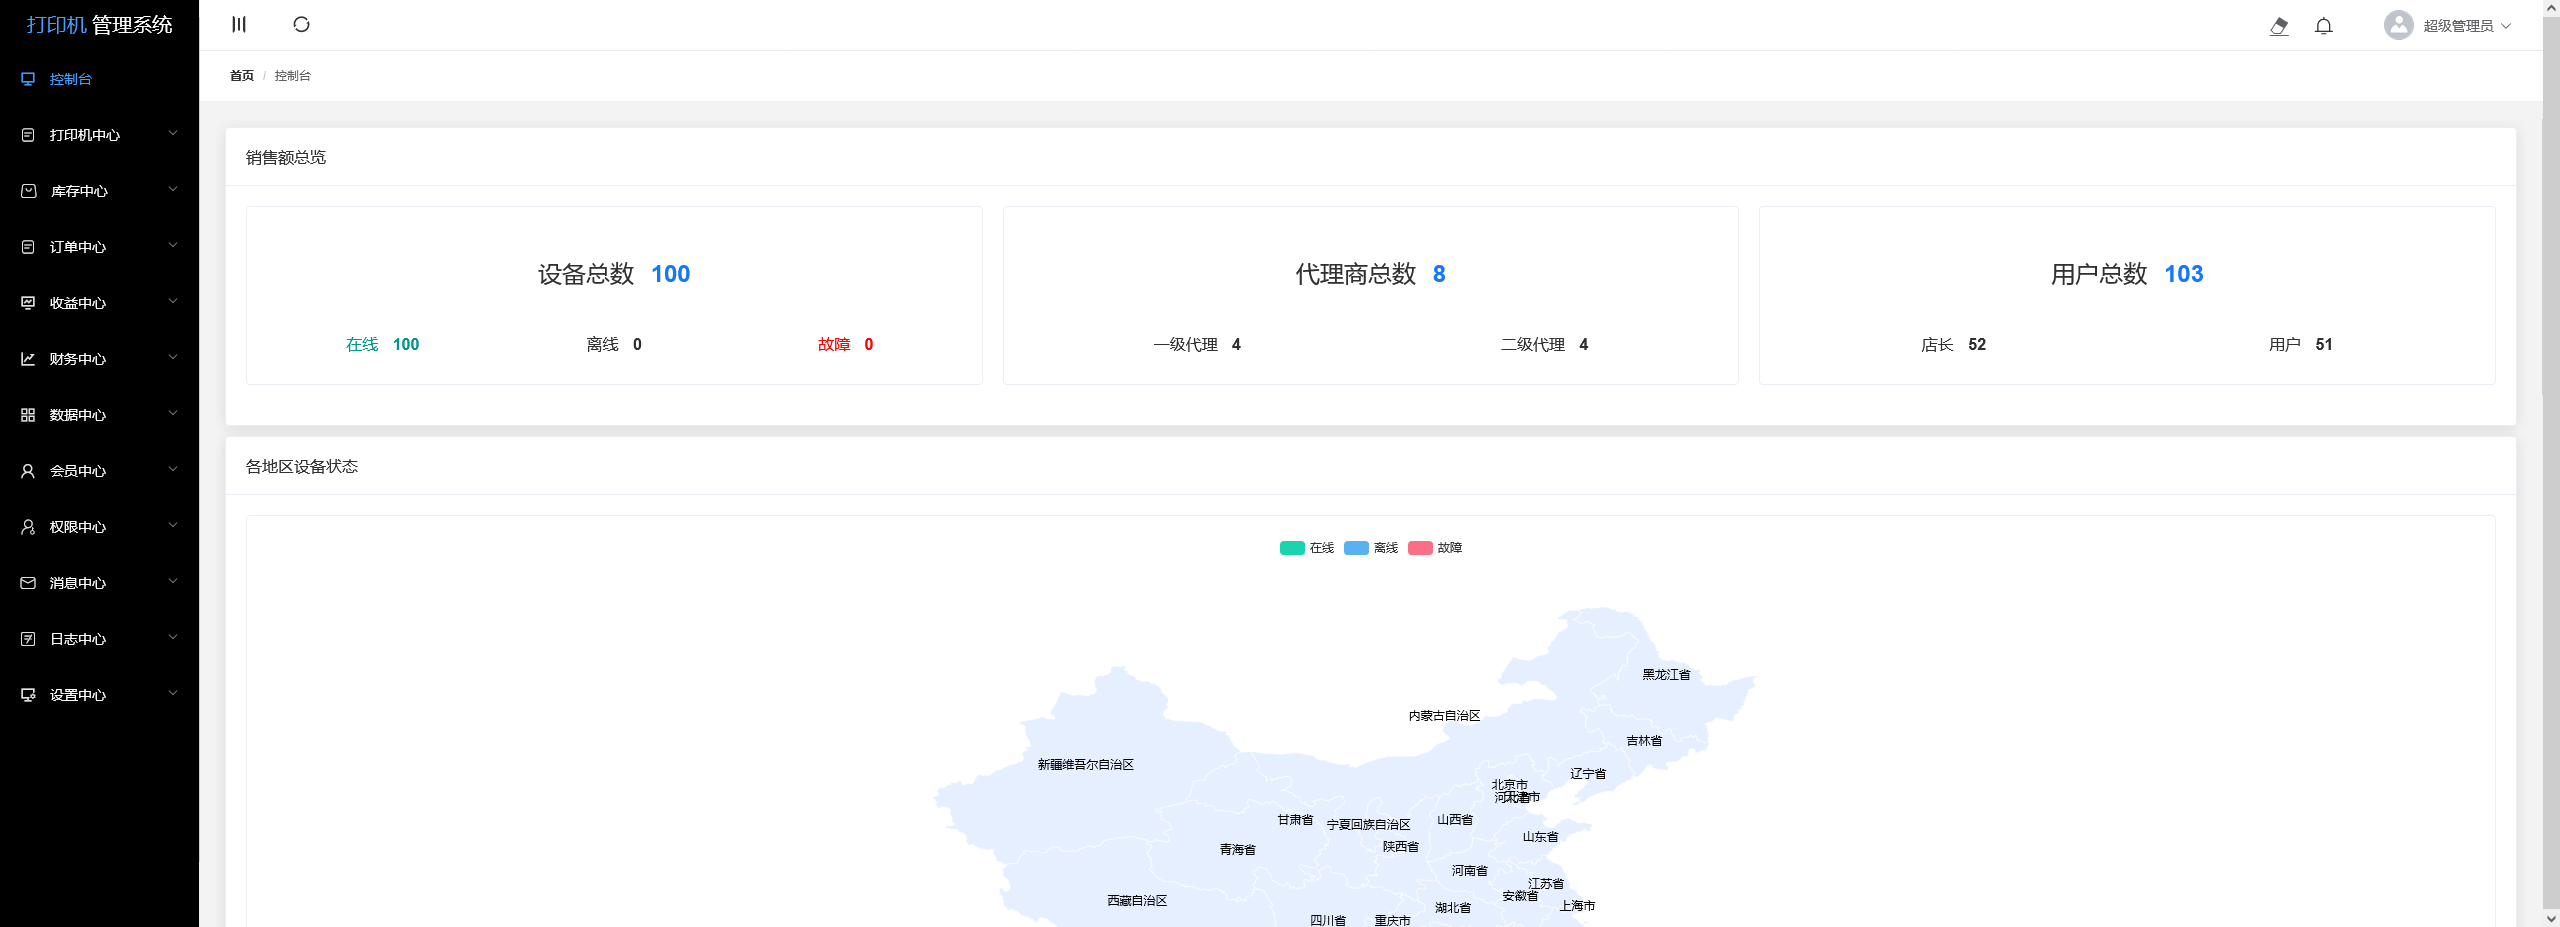 打印机 管理系统
控制台
打印机中心
库存中心
订单中心
收益中心
财务中心
数据中心
会员中心
权限中心
消息中心
日志中心
设置中心
超级管理员
首页 / 控制台
销售额总览
设备总数 100
在线 100 离线 0 故障 0
代理商总数 8
一级代理 4 二级代理 4
用户总数 103
店长 52 用户 51
各地区设备状态
在线 离线 故障
黑龙江省
内蒙古自治区
吉林省
新疆维吾尔自治区
辽宁省
北京市
河北省
天津市
甘肃省
宁夏回族自治区
山西省
山东省
陕西省
青海省
河南省
江苏省
安徽省
西藏自治区
湖北省
上海市
四川省
重庆市